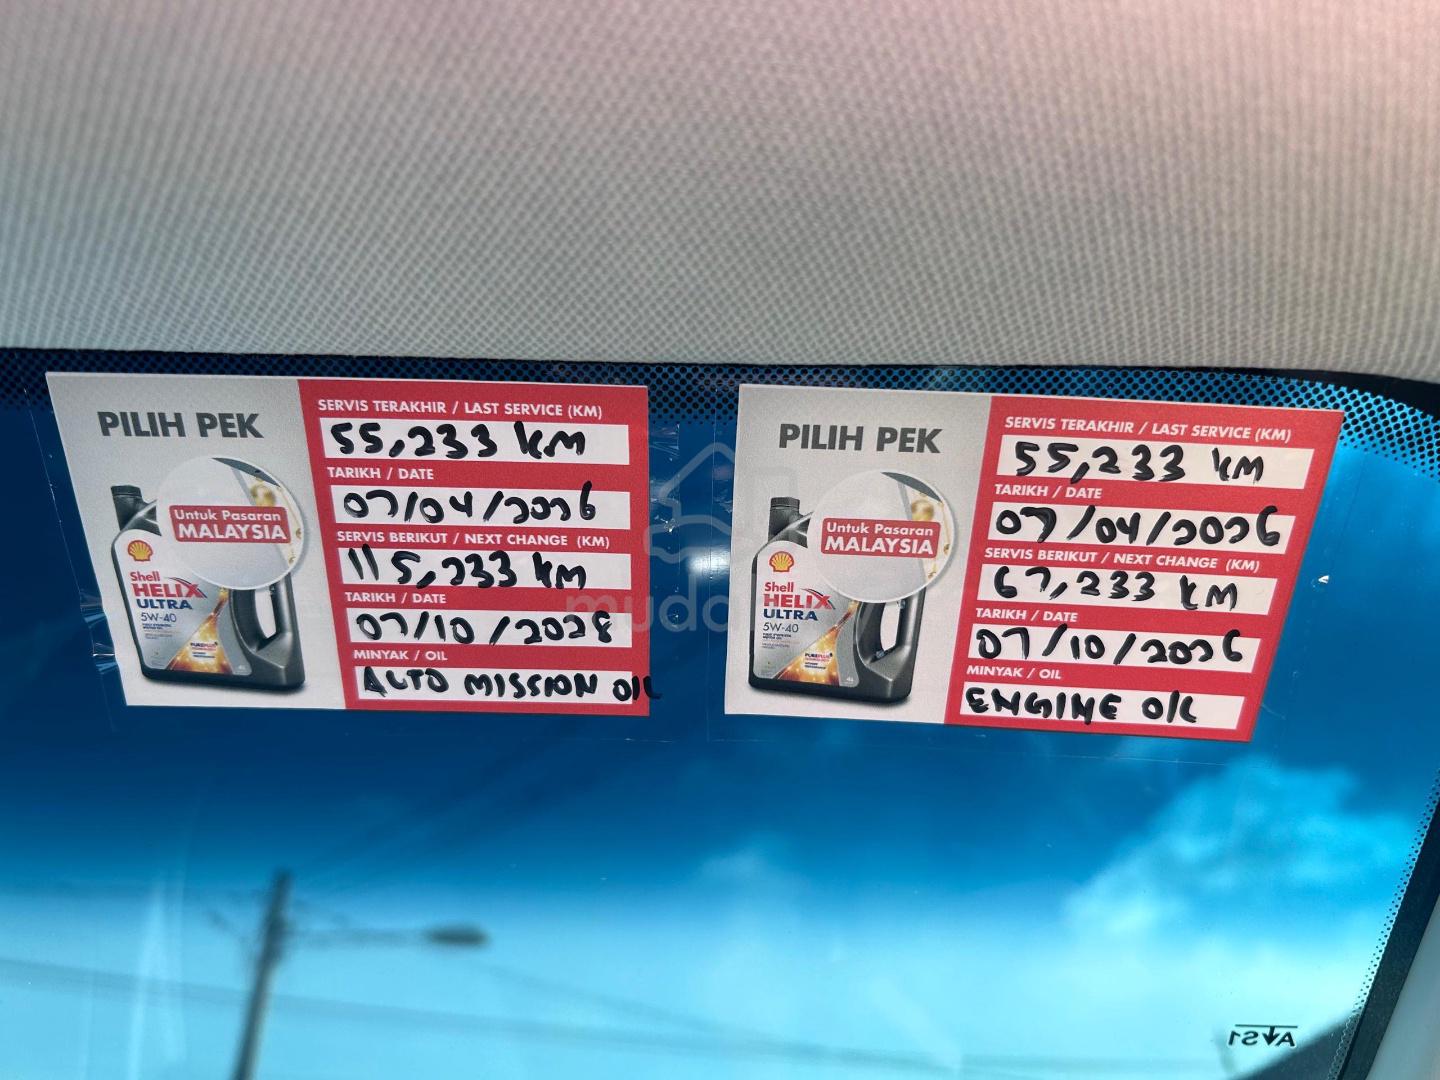 PILIH PEK
Untuk Pasaran
MALAYSIA
Shell
HELIX
ULTRA
5W-40
SERVIS TERAKHIR / LAST SERVICE (KM)
55,233 KM
TARIKH / DATE
07/04/2026
SERVIS BERIKUT / NEXT CHANGE (KM)
115,233 KM
TARIKH / DATE
07/10/2028
MINYAK / OIL
AUTO MISSION OIL
PILIH PEK
Untuk Pasaran
MALAYSIA
Shell
HELIX
ULTRA
5W-40
SERVIS TERAKHIR / LAST SERVICE (KM)
55,233 KM
TARIKH / DATE
07/04/2026
SERVIS BERIKUT / NEXT CHANGE (KM)
67,233 KM
TARIKH / DATE
07/10/2026
MINYAK / OIL
ENGINE OIL
AS1